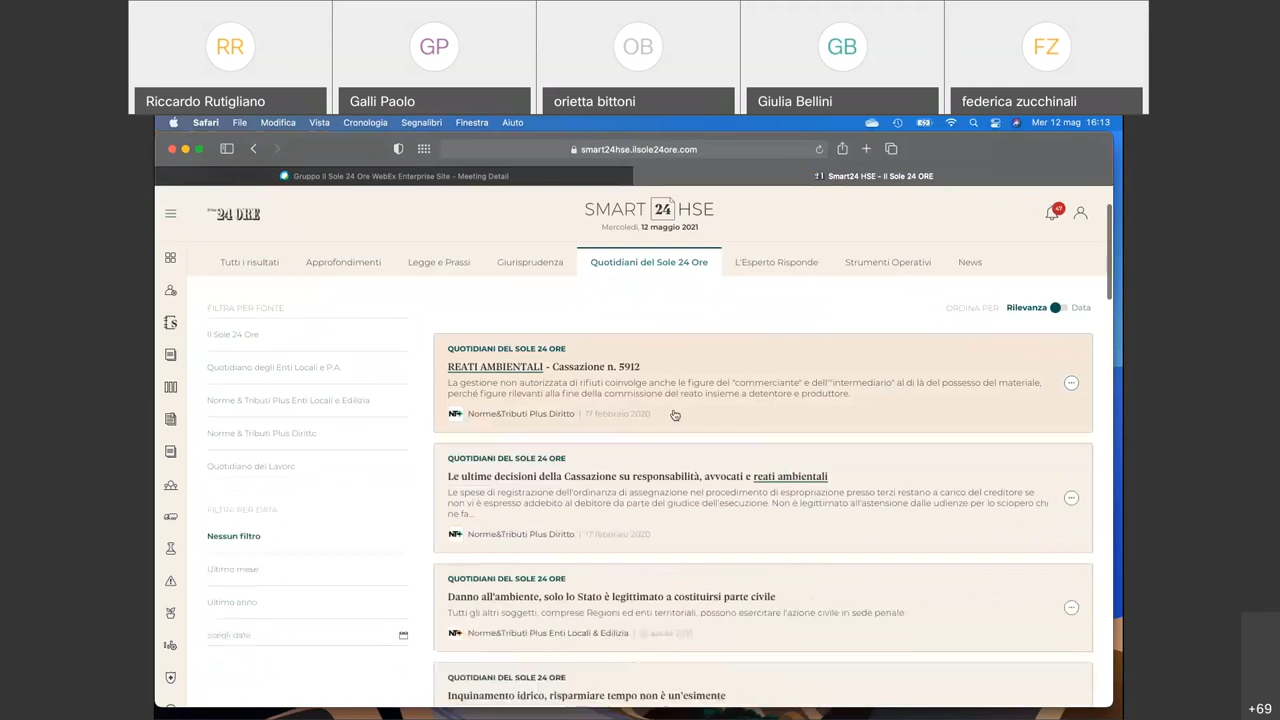 RR
GP
OB
GB
FZ
Riccardo Rutigliano
Galli Paolo
orietta bittoni
Giulia Bellini
federica zucchinali
Safari File Modifica Vista Cronologia Segnalibri Finestra Aiuto
Mer 12 mag 16:13
smart24hse.ilsole24ore.com
Gruppo Il Sole 24 Ore WebEx Enterprise Site - Meeting Detail
Smart24 HSE - Il Sole 24 ORE
24 ORE
SMART 24 HSE
Mercoledì, 12 maggio 2021
47
Tutti i risultati
Approfondimenti
Legge e Prassi
Giurisprudenza
Quotidiani del Sole 24 Ore
L'Esperto Risponde
Strumenti Operativi
News
FILTRA PER FONTE
Il Sole 24 Ore
Quotidiano degli Enti Locali e P.A.
Norme & Tributi Plus Enti Locali e Edilizia
Norme & Tributi Plus Diritto
Quotidiano del Lavoro
FILTRA PER DATA
Nessun filtro
Ultimo mese
Ultimo anno
Scegli date
ORDINA PER Rilevanza Data
QUOTIDIANI DEL SOLE 24 ORE
REATI AMBIENTALI - Cassazione n. 5912
La gestione non autorizzata di rifiuti coinvolge anche le figure del "commerciante" e dell'"intermediario" al di là del possesso del materiale,
perché figure rilevanti alla fine della commissione del reato insieme a detentore e produttore.
NT+ Norme&Tributi Plus Diritto | 17 febbraio 2020
QUOTIDIANI DEL SOLE 24 ORE
Le ultime decisioni della Cassazione su responsabilità, avvocati e reati ambientali
Le spese di registrazione dell'ordinanza di assegnazione nel procedimento di espropriazione presso terzi restano a carico del creditore se
non vi è espresso addebito al debitore da parte del giudice dell'esecuzione. Non è legittimato all'astensione dalle udienze per lo sciopero chi
ne fa...
NT+ Norme&Tributi Plus Diritto | 17 febbraio 2020
QUOTIDIANI DEL SOLE 24 ORE
Danno all'ambiente, solo lo Stato è legittimato a costituirsi parte civile
Tutti gli altri soggetti, comprese Regioni ed enti territoriali, possono esercitare l'azione civile in sede penale
NT+ Norme&Tributi Plus Enti Locali & Edilizia |
QUOTIDIANI DEL SOLE 24 ORE
Inquinamento idrico, risparmiare tempo non è un'esimente
+69